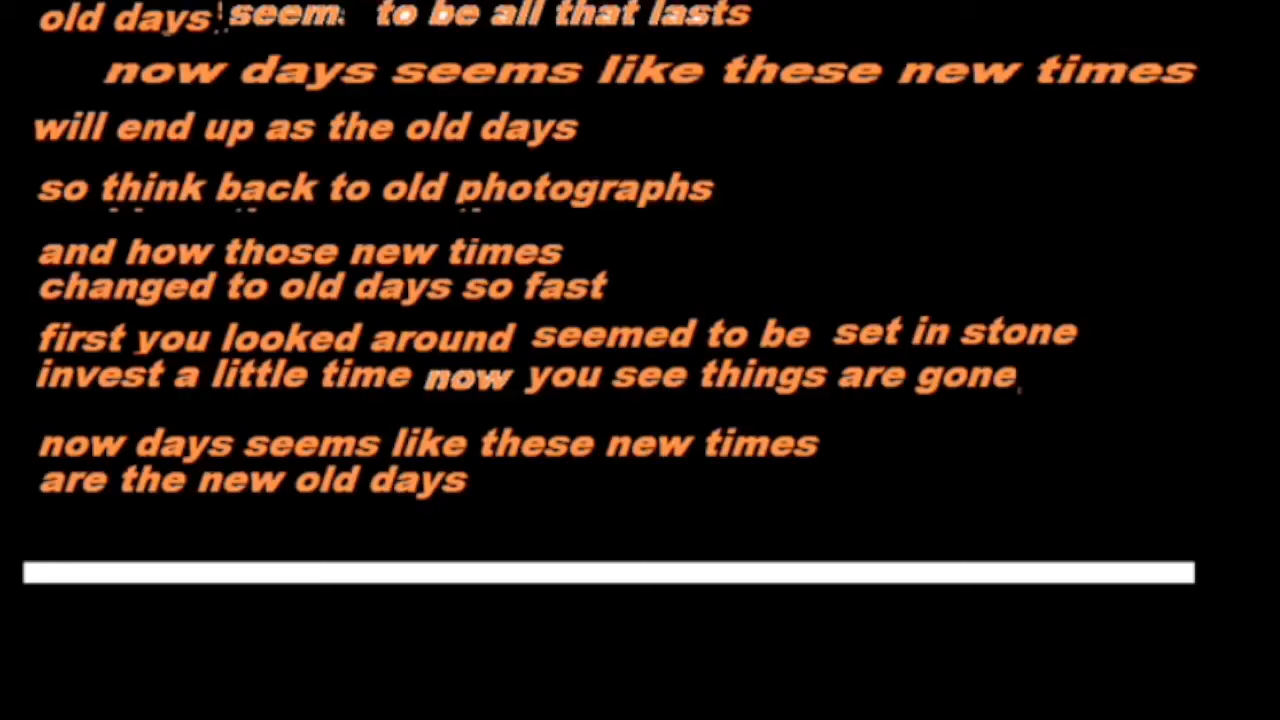 old days seem to be all that lasts
now days seems like these new times
will end up as the old days
so think back to old photographs
and how those new times
changed to old days so fast
first you looked around seemed to be set in stone
invest a little time now you see things are gone
now days seems like these new times
are the new old days